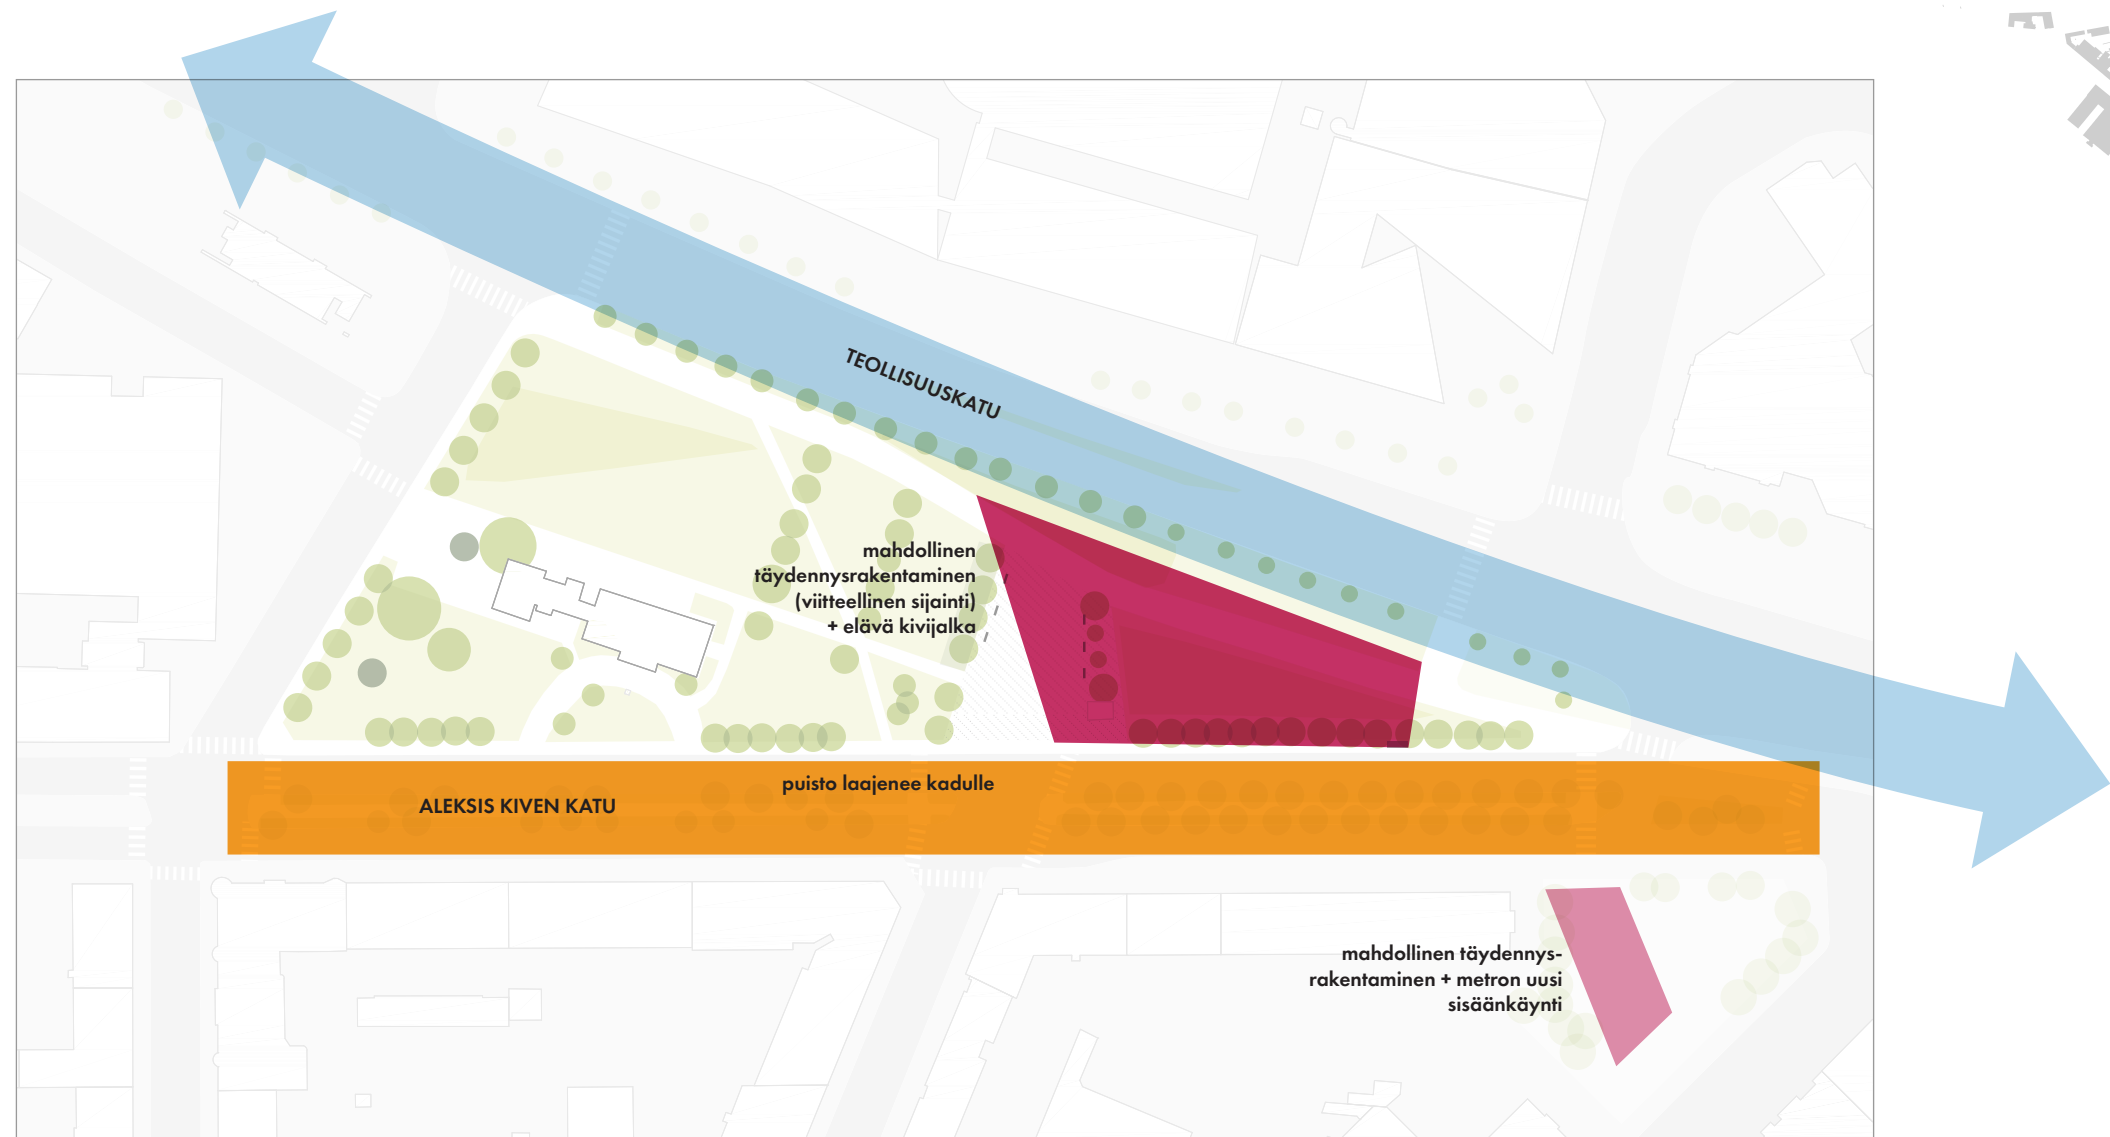 TEOLLISUUSKATU
mahdollinen
täydennysrakentaminen
(viitteellinen sijainti)
+ elävä kivijalka
puisto laajenee kadulle
ALEKSIS KIVEN KATU
mahdollinen täydennys-
rakentaminen + metron uusi
sisäänkäynti